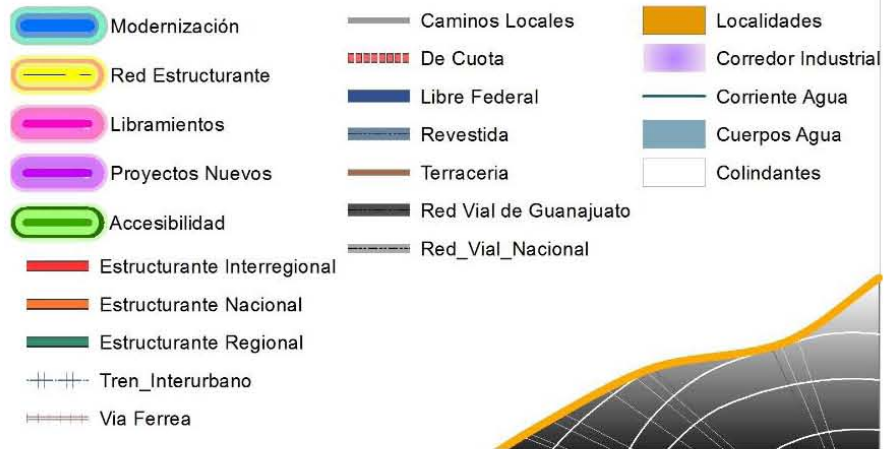 Modernización
Red Estructurante
Libramientos
Proyectos Nuevos
Accesibilidad
Estructurante Interregional
Estructurante Nacional
Estructurante Regional
Tren_Interurbano
Via Ferrea
Caminos Locales
De Cuota
Libre Federal
Revestida
Terraceria
Red Vial de Guanajuato
Red_Vial_Nacional
Localidades
Corredor Industrial
Corriente Agua
Cuerpos Agua
Colindantes